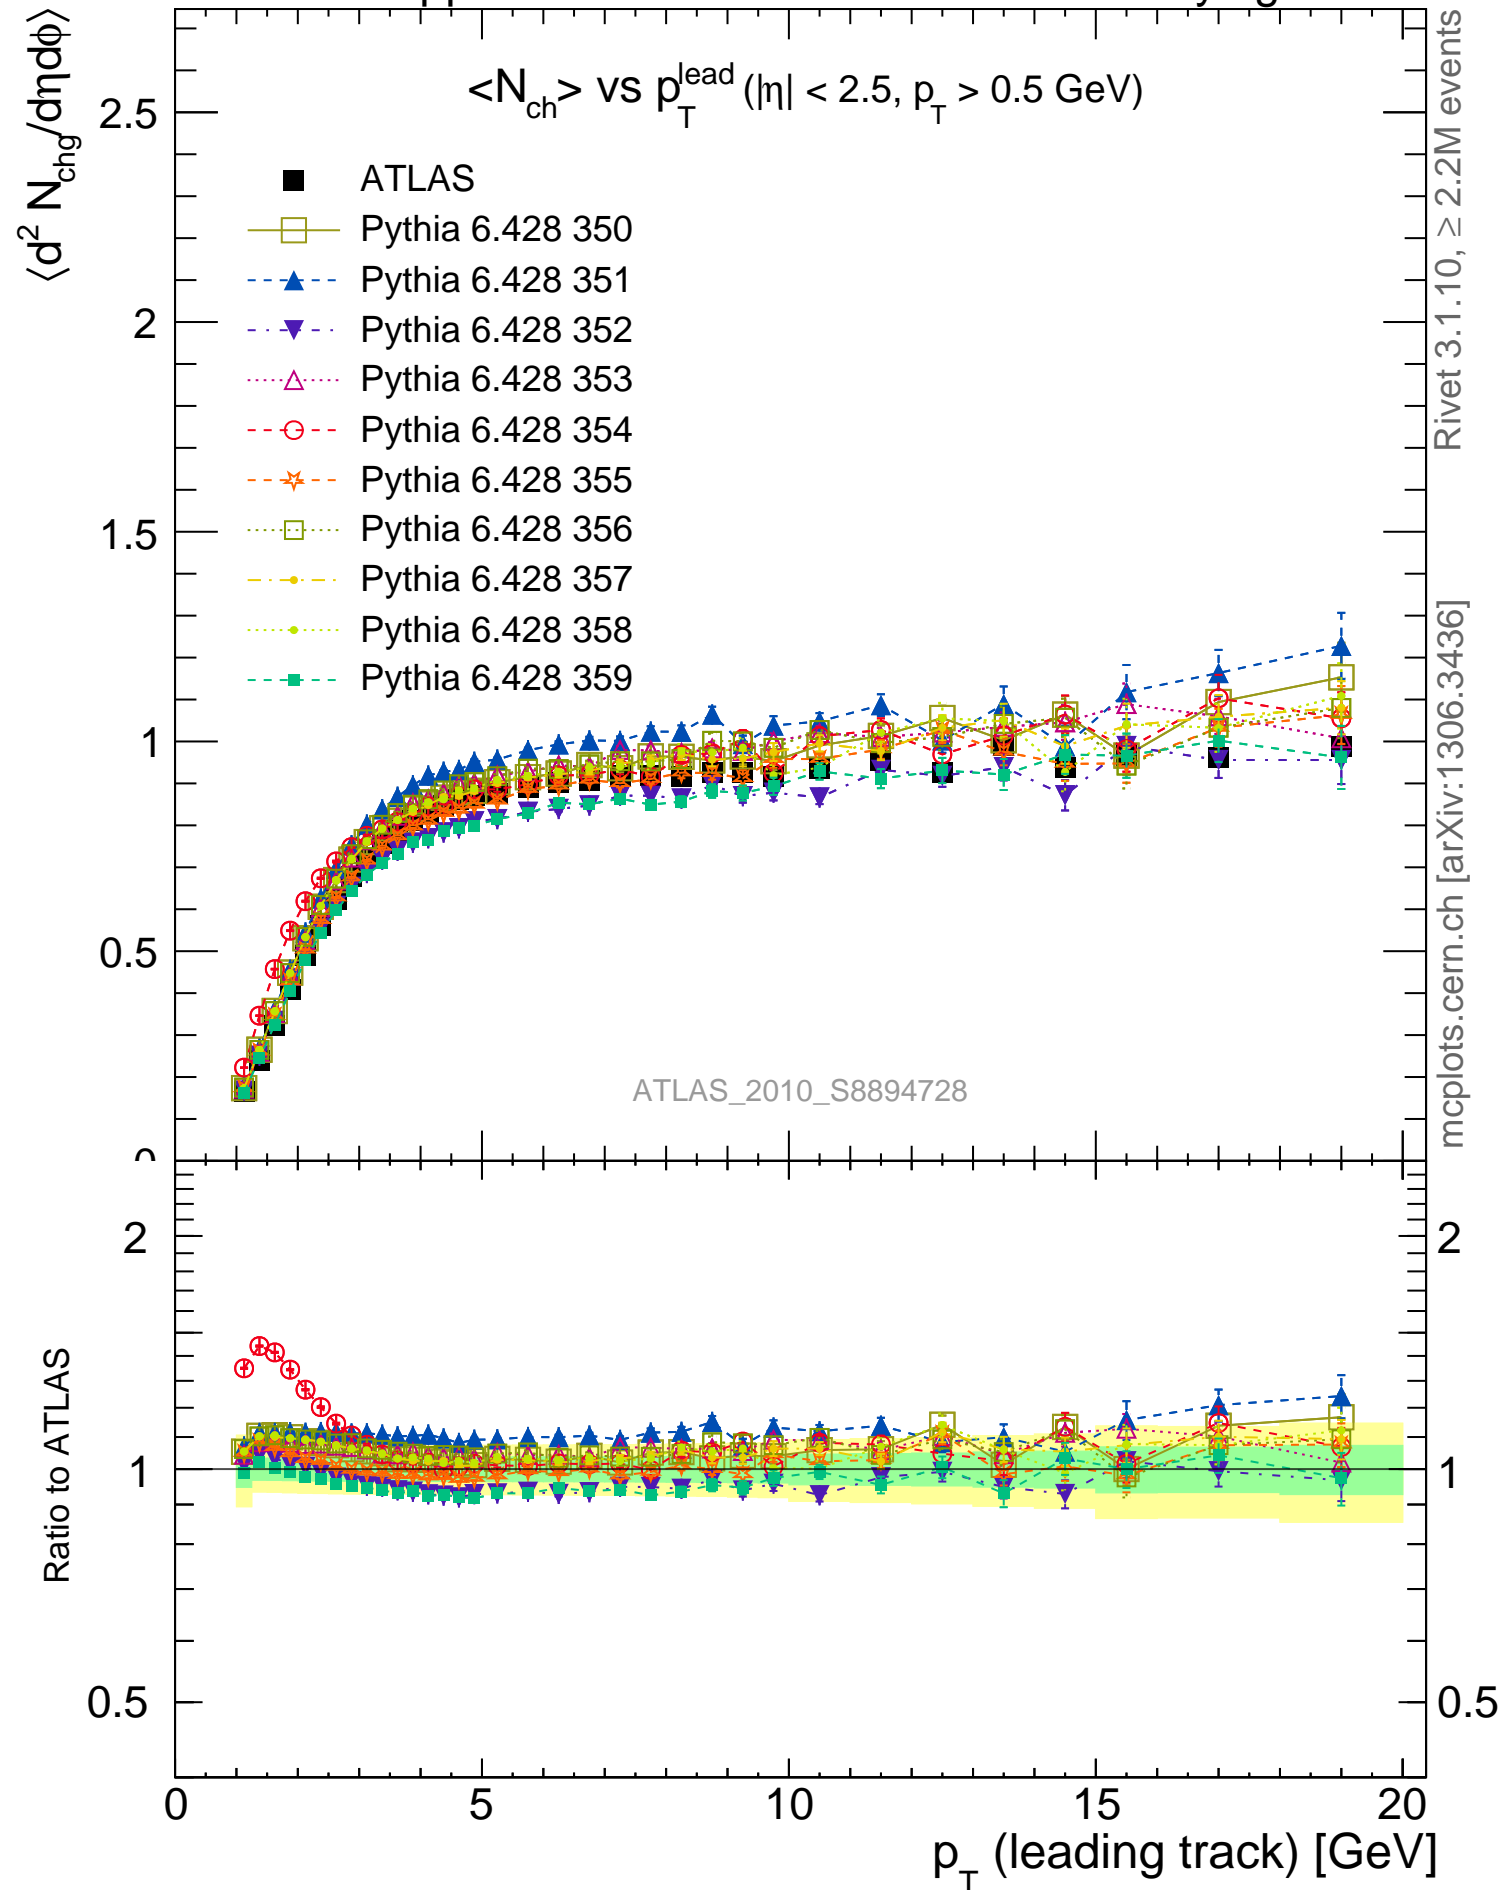 <N_ch> vs p_T^lead (|η| < 2.5, p_T > 0.5 GeV)
⟨d² N_chg/dηdϕ⟩
ATLAS
Pythia 6.428 350
Pythia 6.428 351
Pythia 6.428 352
Pythia 6.428 353
Pythia 6.428 354
Pythia 6.428 355
Pythia 6.428 356
Pythia 6.428 357
Pythia 6.428 358
Pythia 6.428 359
2.5
2
1.5
1
0.5
ATLAS_2010_S8894728
Rivet 3.1.10, ≥ 2.2M events
mcplots.cern.ch [arXiv:1306.3436]
Ratio to ATLAS
2
1
0.5
2
1
0.5
0 5 10 15 20
p_T (leading track) [GeV]